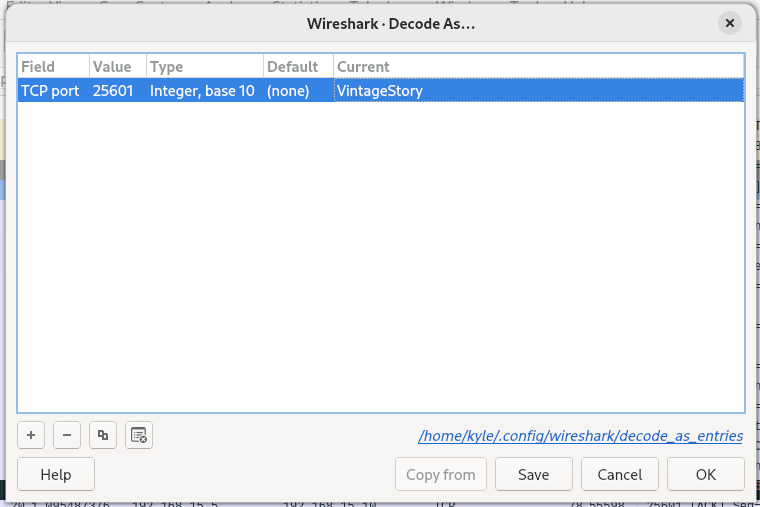 Wireshark · Decode As…
Field Value Type Default Current
TCP port 25601 Integer, base 10 (none) VintageStory
/home/kyle/.config/wireshark/decode_as_entries
Help Copy from Save Cancel OK